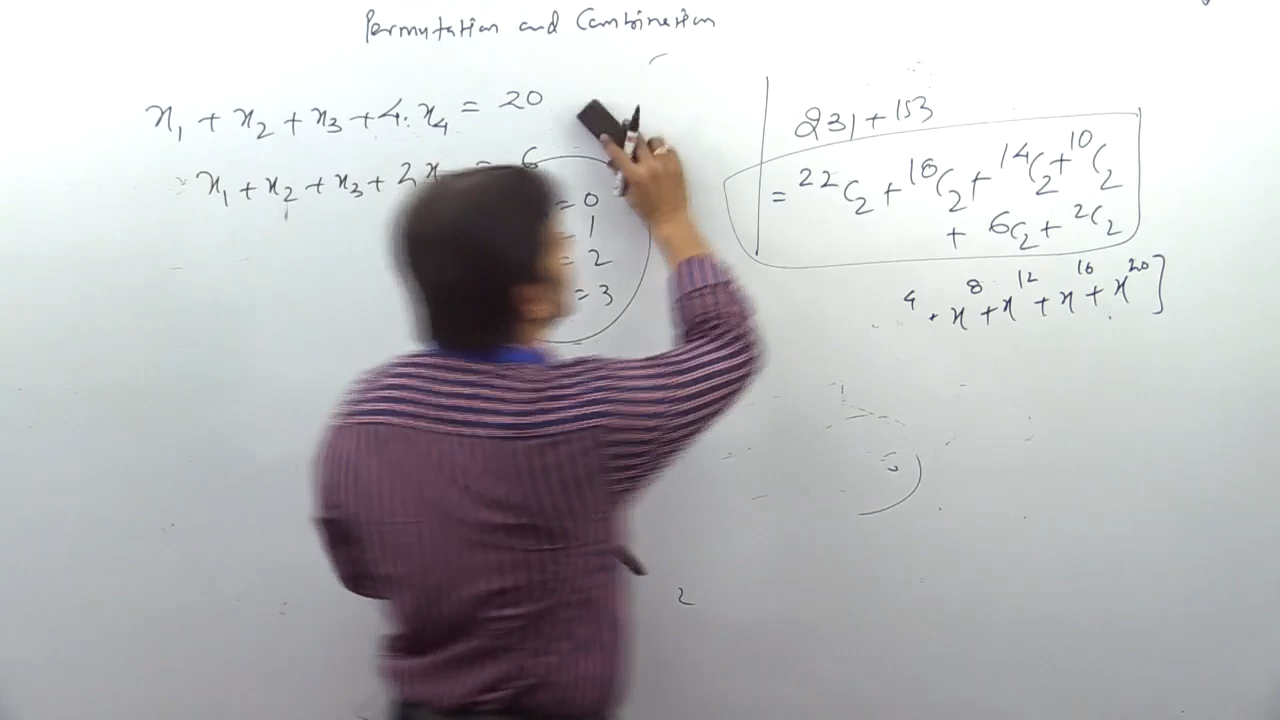 Permutation and Combination
x₁ + x₂ + x₃ + 4. x₄ = 20
x₁ + x₂ + x₃ + 2x = 6
= 0
= 1
= 2
= 3
231 + 153
= ²²C₂ + ¹⁸C₂ + ¹⁴C₂ + ¹⁰C₂
+ ⁶C₂ + ²C₂
⁴ + x⁸ + x¹² + x¹⁶ + x²⁰]
2